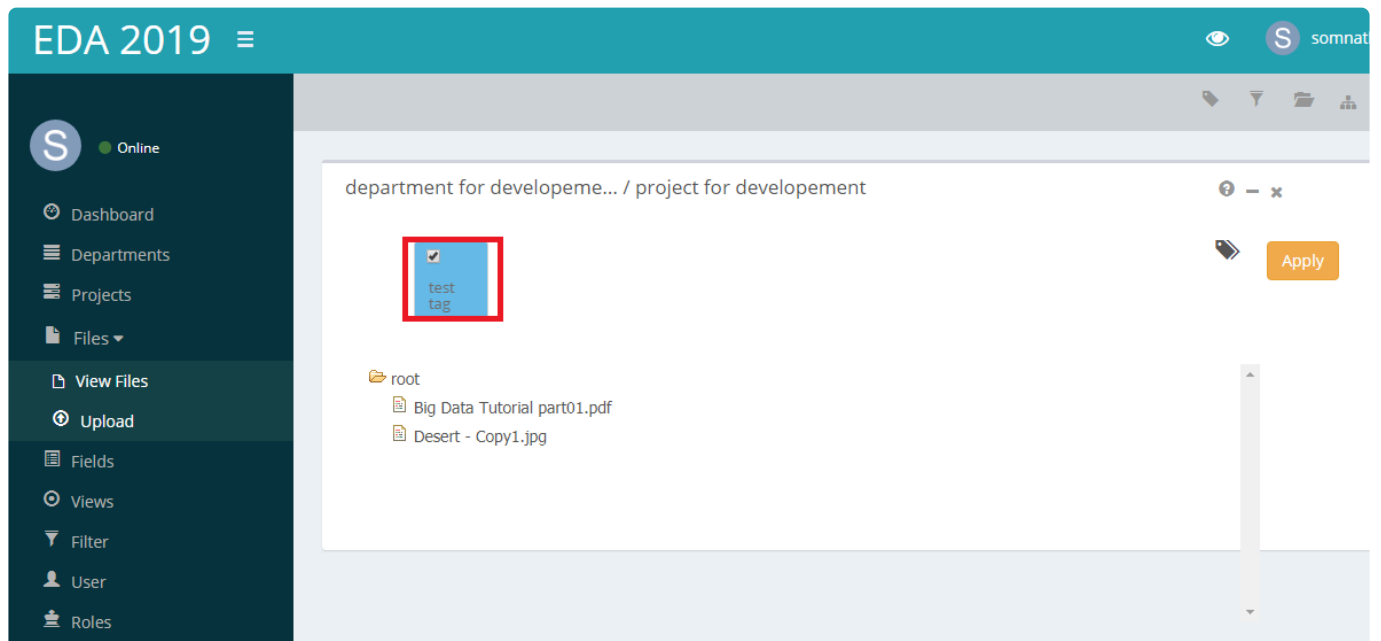 EDA 2019
S somnat
S Online
Dashboard
Departments
Projects
Files
View Files
Upload
Fields
Views
Filter
User
Roles
department for developeme... / project for developement
test
tag
Apply
root
Big Data Tutorial part01.pdf
Desert - Copy1.jpg